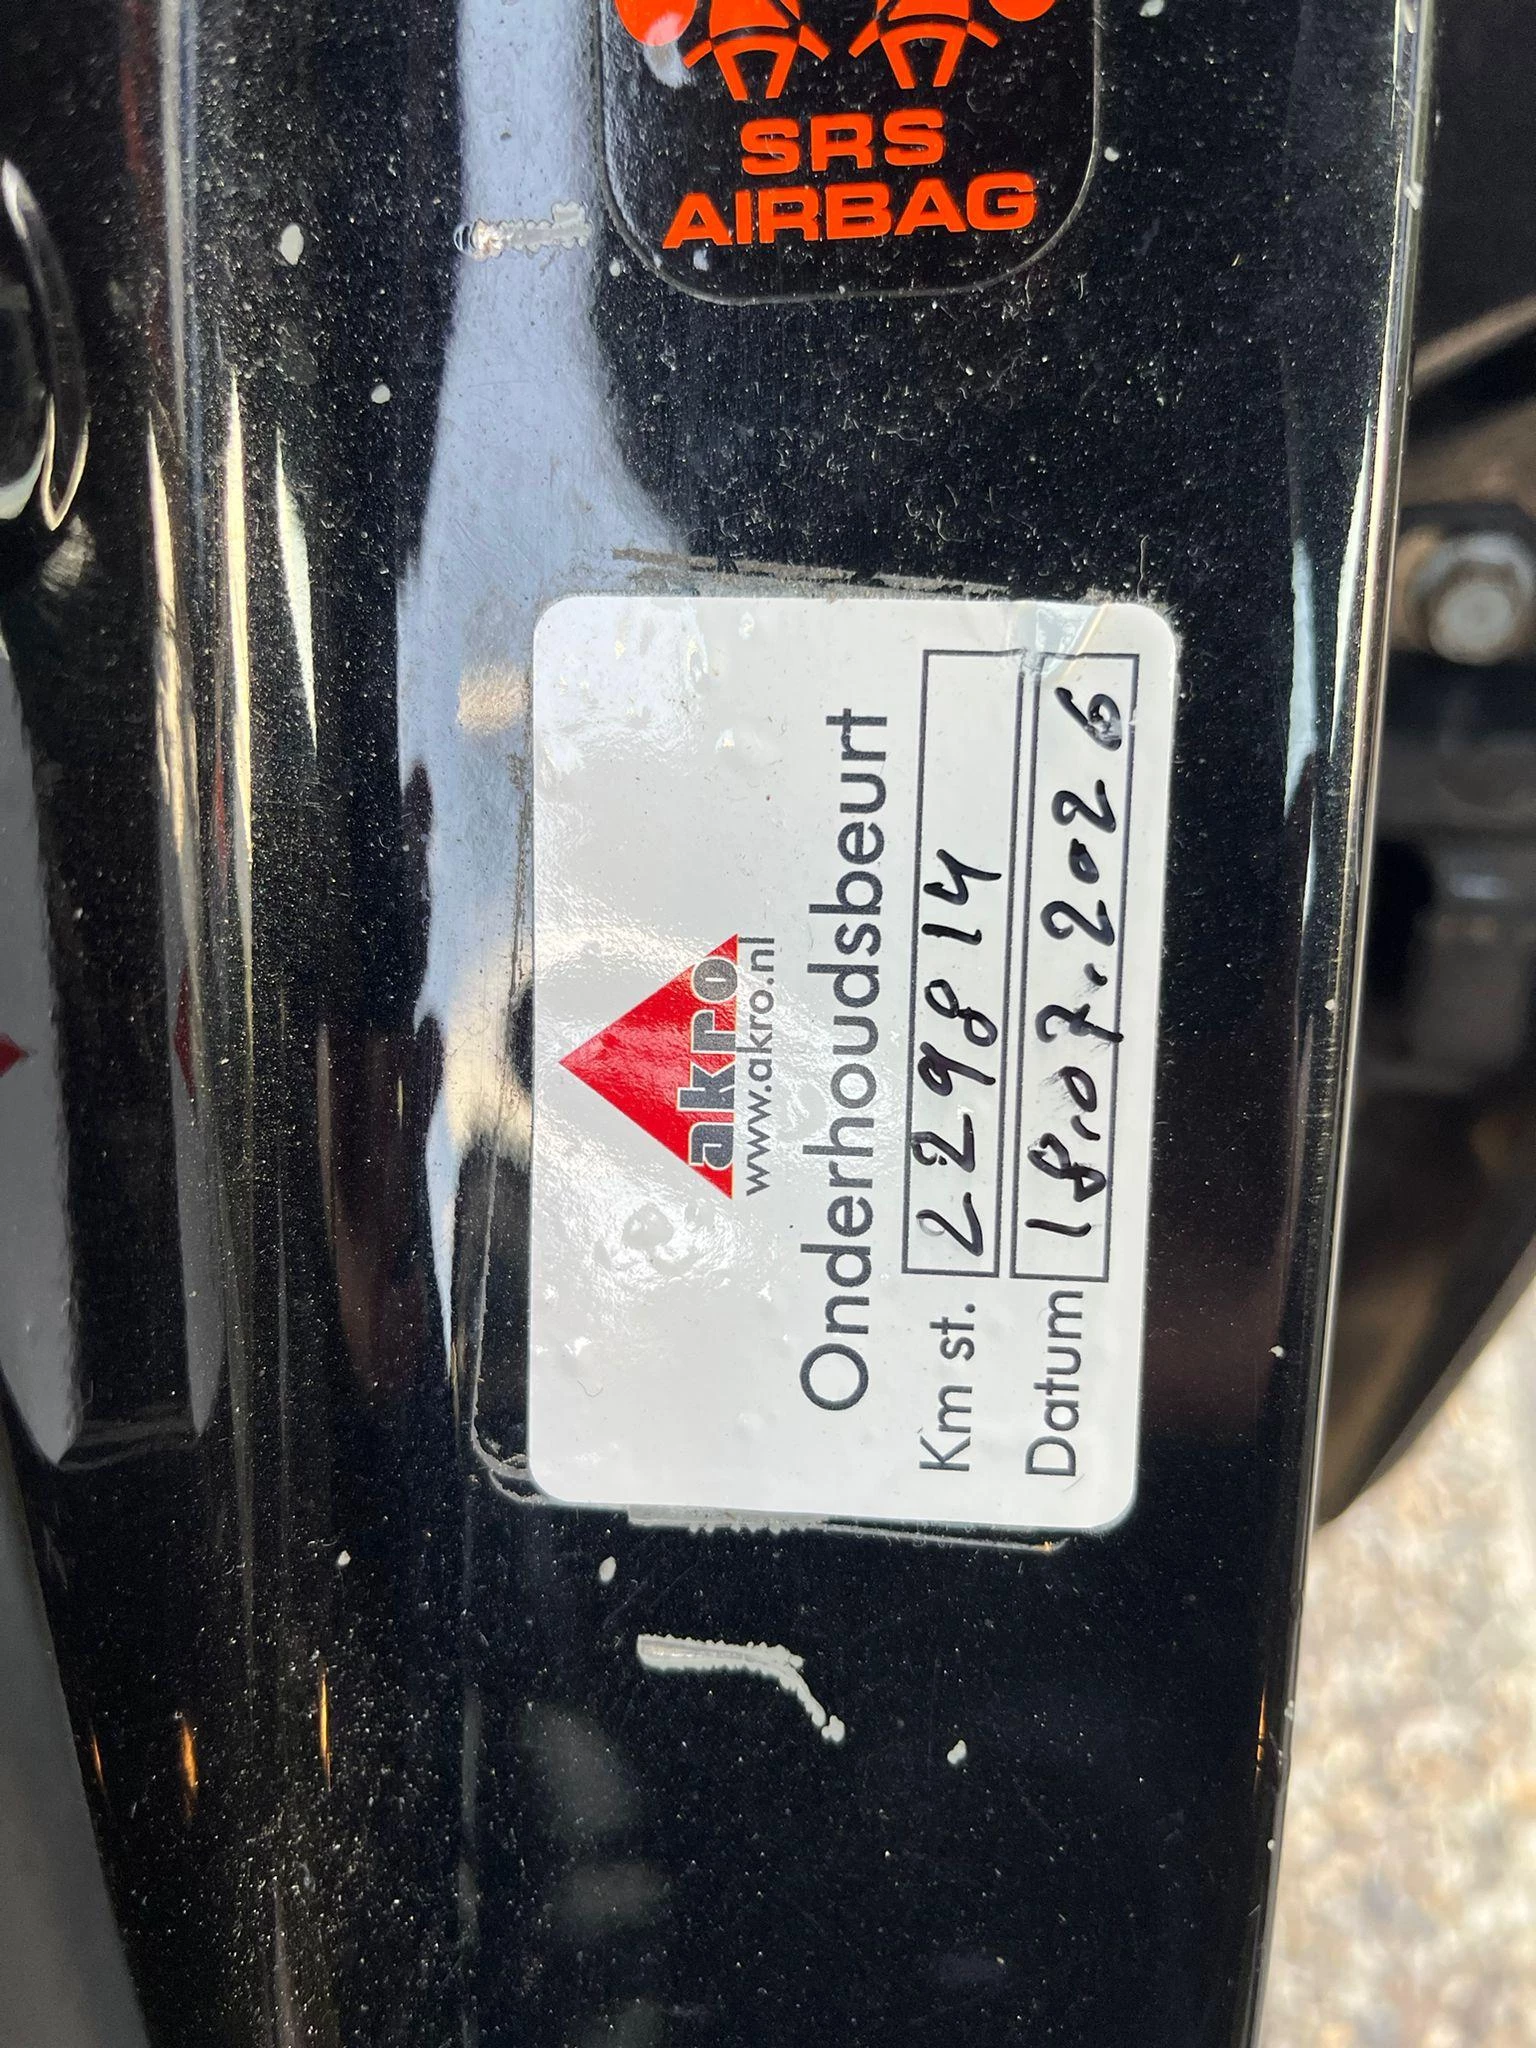 SRS
AIRBAG
akro
www.akro.nl
Onderhoudsbeurt
Km st. 229814
Datum 18.07.2026